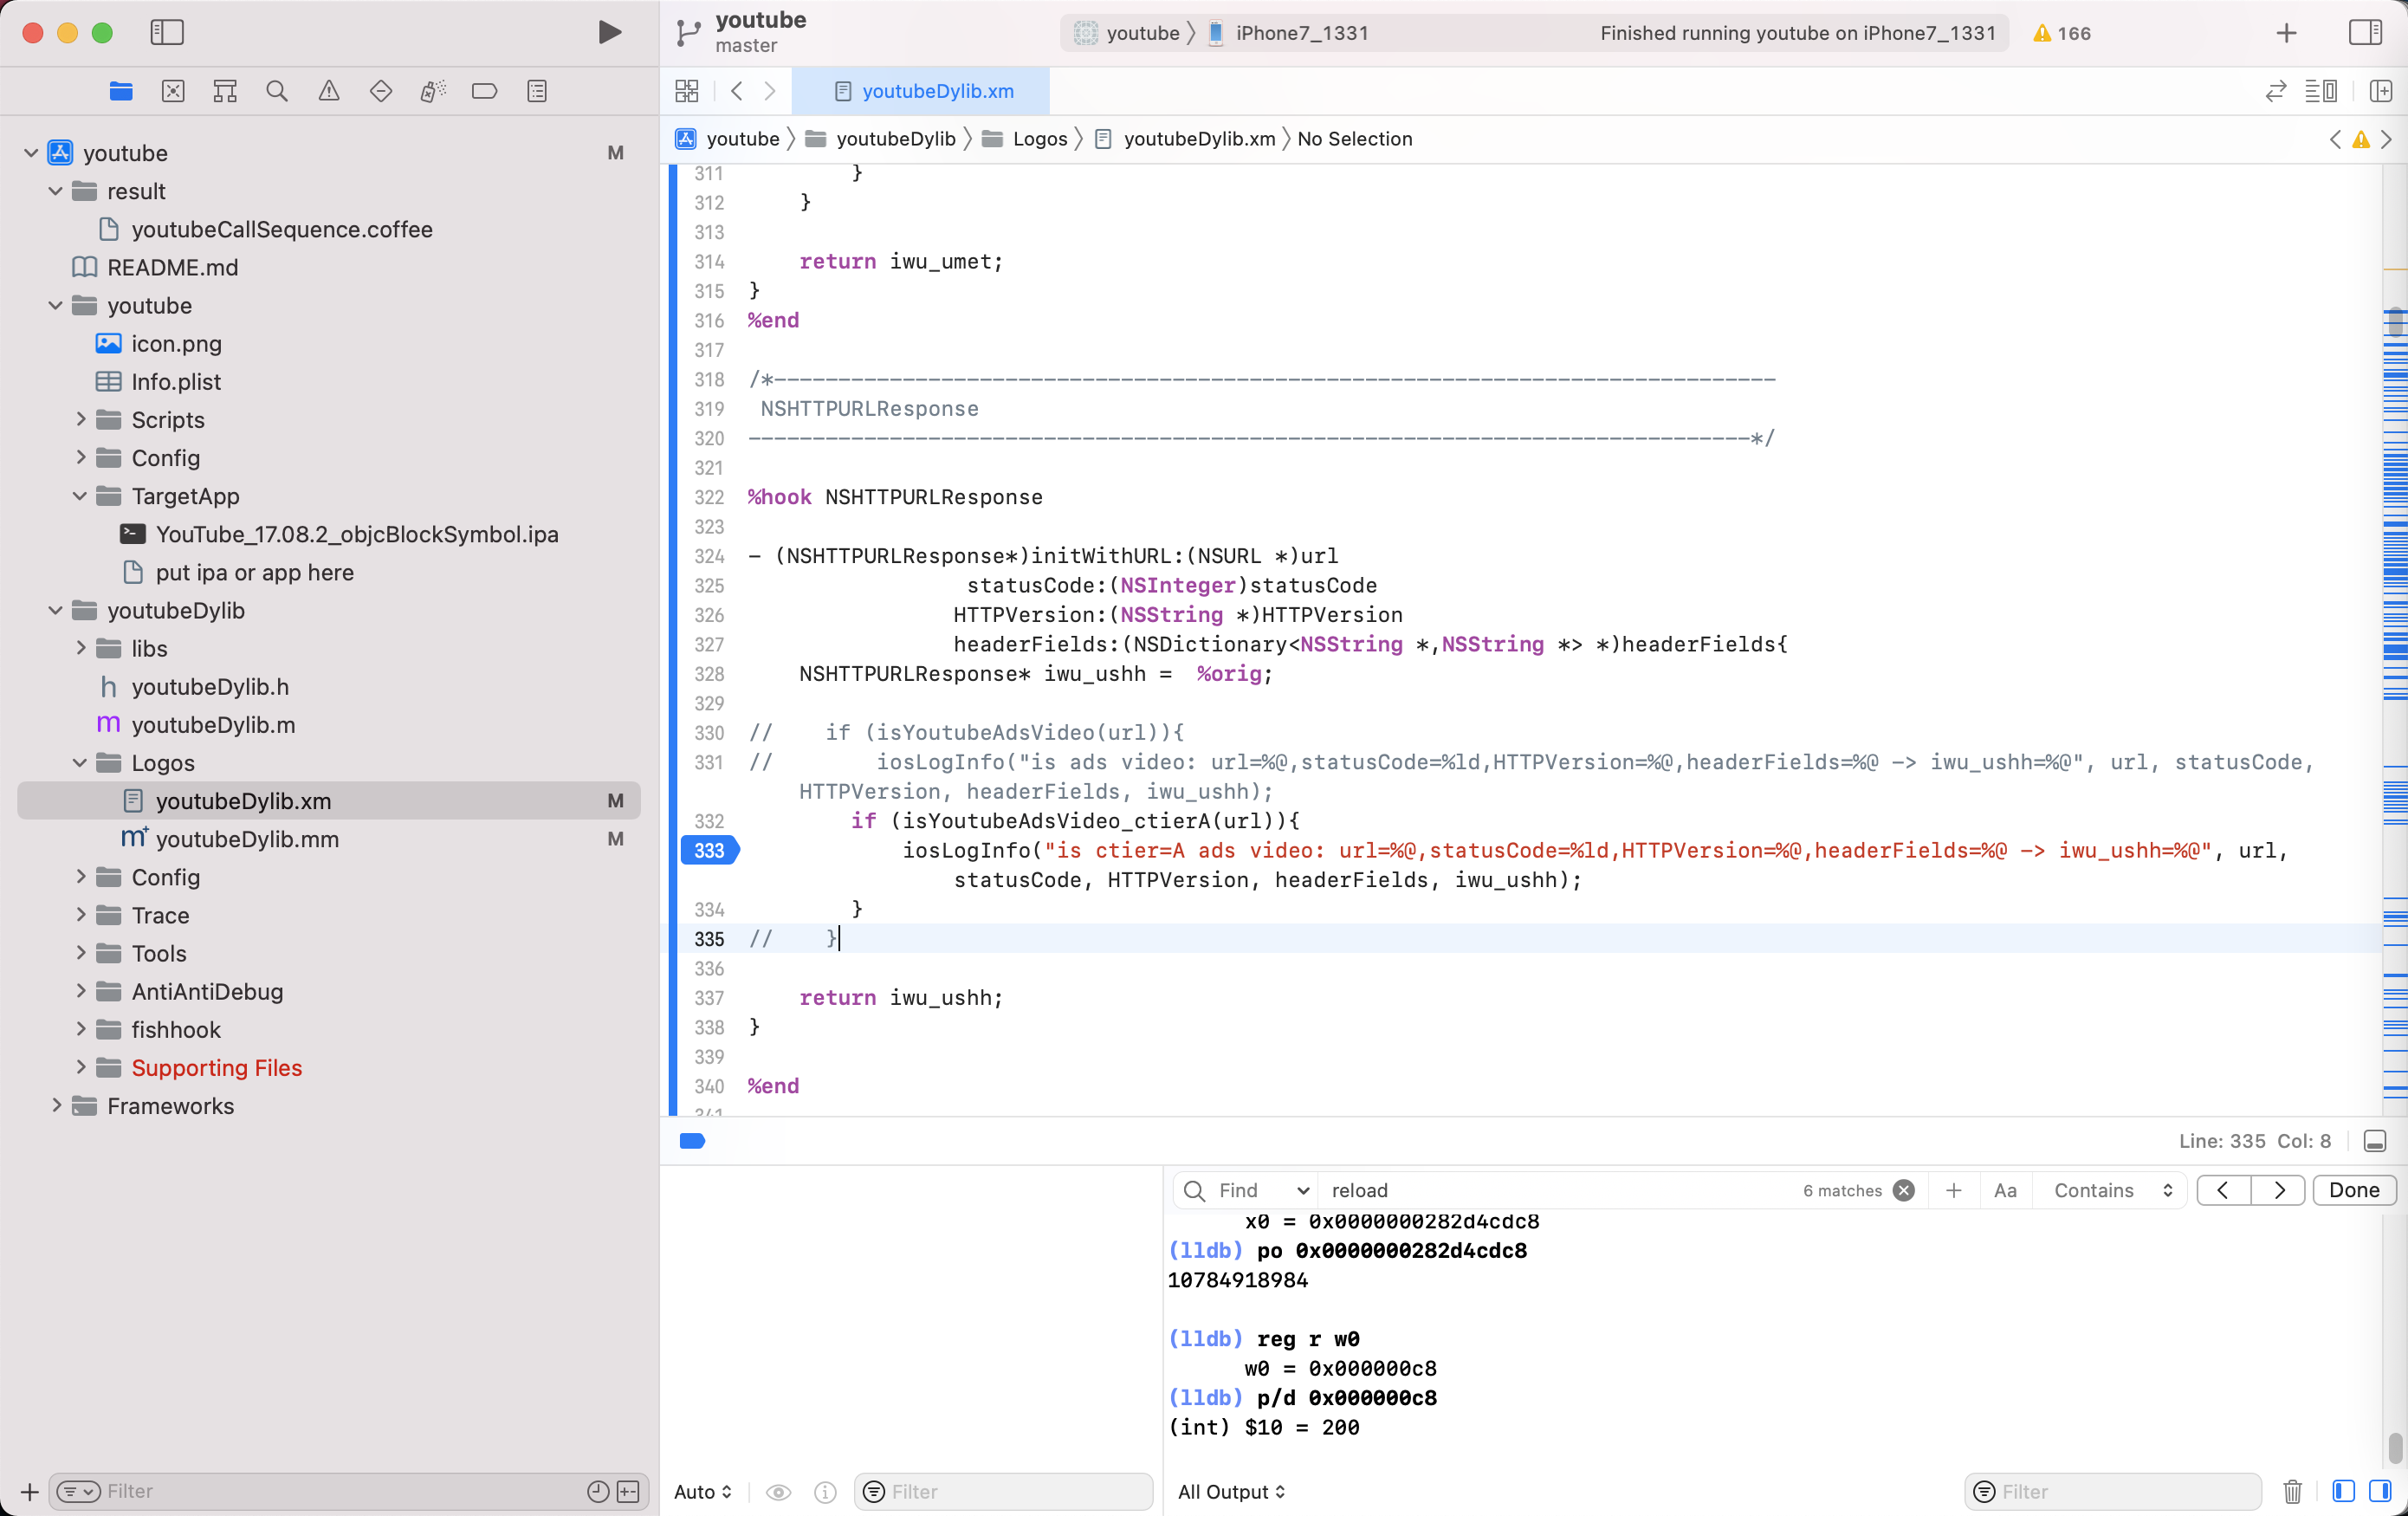 youtube
master
youtube 〉 iPhone7_1331
Finished running youtube on iPhone7_1331
166
youtubeDylib.xm
youtube 〉 youtubeDylib 〉 Logos 〉 youtubeDylib.xm 〉 No Selection
youtube M
result
youtubeCallSequence.coffee
README.md
youtube
icon.png
Info.plist
Scripts
Config
TargetApp
YouTube_17.08.2_objcBlockSymbol.ipa
put ipa or app here
youtubeDylib
libs
h youtubeDylib.h
m youtubeDylib.m
Logos
youtubeDylib.xm M
m+ youtubeDylib.mm M
Config
Trace
Tools
AntiAntiDebug
fishhook
Supporting Files
Frameworks
Filter
311         }
312     }
313
314     return iwu_umet;
315 }
316 %end
317
318 /*------------------------------------------------------------------------------
319  NSHTTPURLResponse
320 ------------------------------------------------------------------------------*/
321
322 %hook NSHTTPURLResponse
323
324 - (NSHTTPURLResponse*)initWithURL:(NSURL *)url
325                  statusCode:(NSInteger)statusCode
326                 HTTPVersion:(NSString *)HTTPVersion
327                 headerFields:(NSDictionary<NSString *,NSString *> *)headerFields{
328     NSHTTPURLResponse* iwu_ushh =  %orig;
329
330 //    if (isYoutubeAdsVideo(url)){
331 //        iosLogInfo("is ads video: url=%@,statusCode=%ld,HTTPVersion=%@,headerFields=%@ -> iwu_ushh=%@", url, statusCode,
HTTPVersion, headerFields, iwu_ushh);
332         if (isYoutubeAdsVideo_ctierA(url)){
333             iosLogInfo("is ctier=A ads video: url=%@,statusCode=%ld,HTTPVersion=%@,headerFields=%@ -> iwu_ushh=%@", url,
statusCode, HTTPVersion, headerFields, iwu_ushh);
334         }
335 //    }
336
337     return iwu_ushh;
338 }
339
340 %end
341
Line: 335 Col: 8
Find reload 6 matches Aa Contains Done
x0 = 0x0000000282d4cdc8
(lldb) po 0x0000000282d4cdc8
10784918984
(lldb) reg r w0
w0 = 0x000000c8
(lldb) p/d 0x000000c8
(int) $10 = 200
Auto Filter
All Output Filter